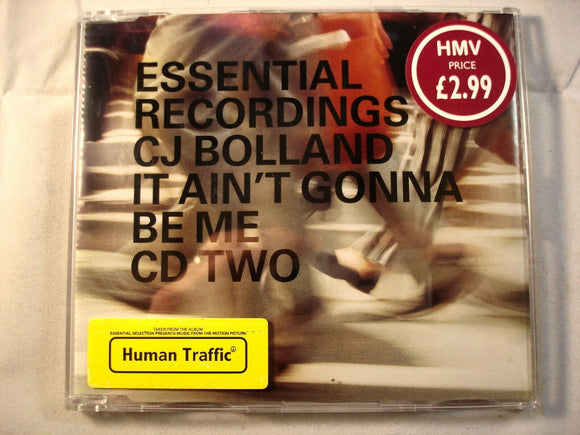 ESSENTIAL
RECORDINGS
CJ BOLLAND
IT AIN'T GONNA
BE ME
CD TWO
HMV
PRICE
£2.99
TAKEN FROM THE ALBUM
ESSENTIAL SELECTION PRESENTS MUSIC FROM THE MOTION PICTURE
Human Traffic